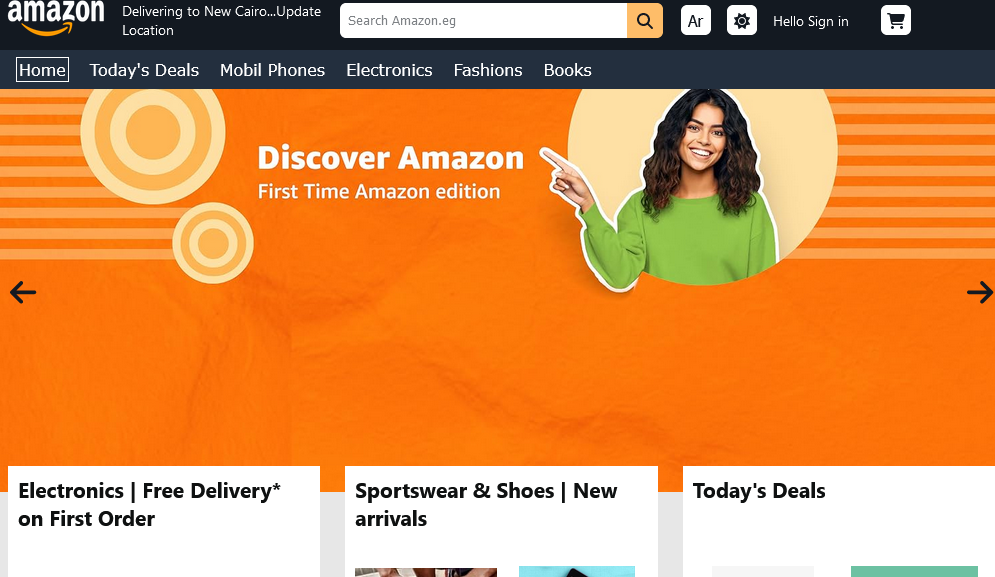 amazon
Delivering to New Cairo...Update
Location
Search Amazon.eg
Ar
Hello Sign in
Home Today's Deals Mobil Phones Electronics Fashions Books
Discover Amazon
First Time Amazon edition
Electronics | Free Delivery*
on First Order
Sportswear & Shoes | New
arrivals
Today's Deals